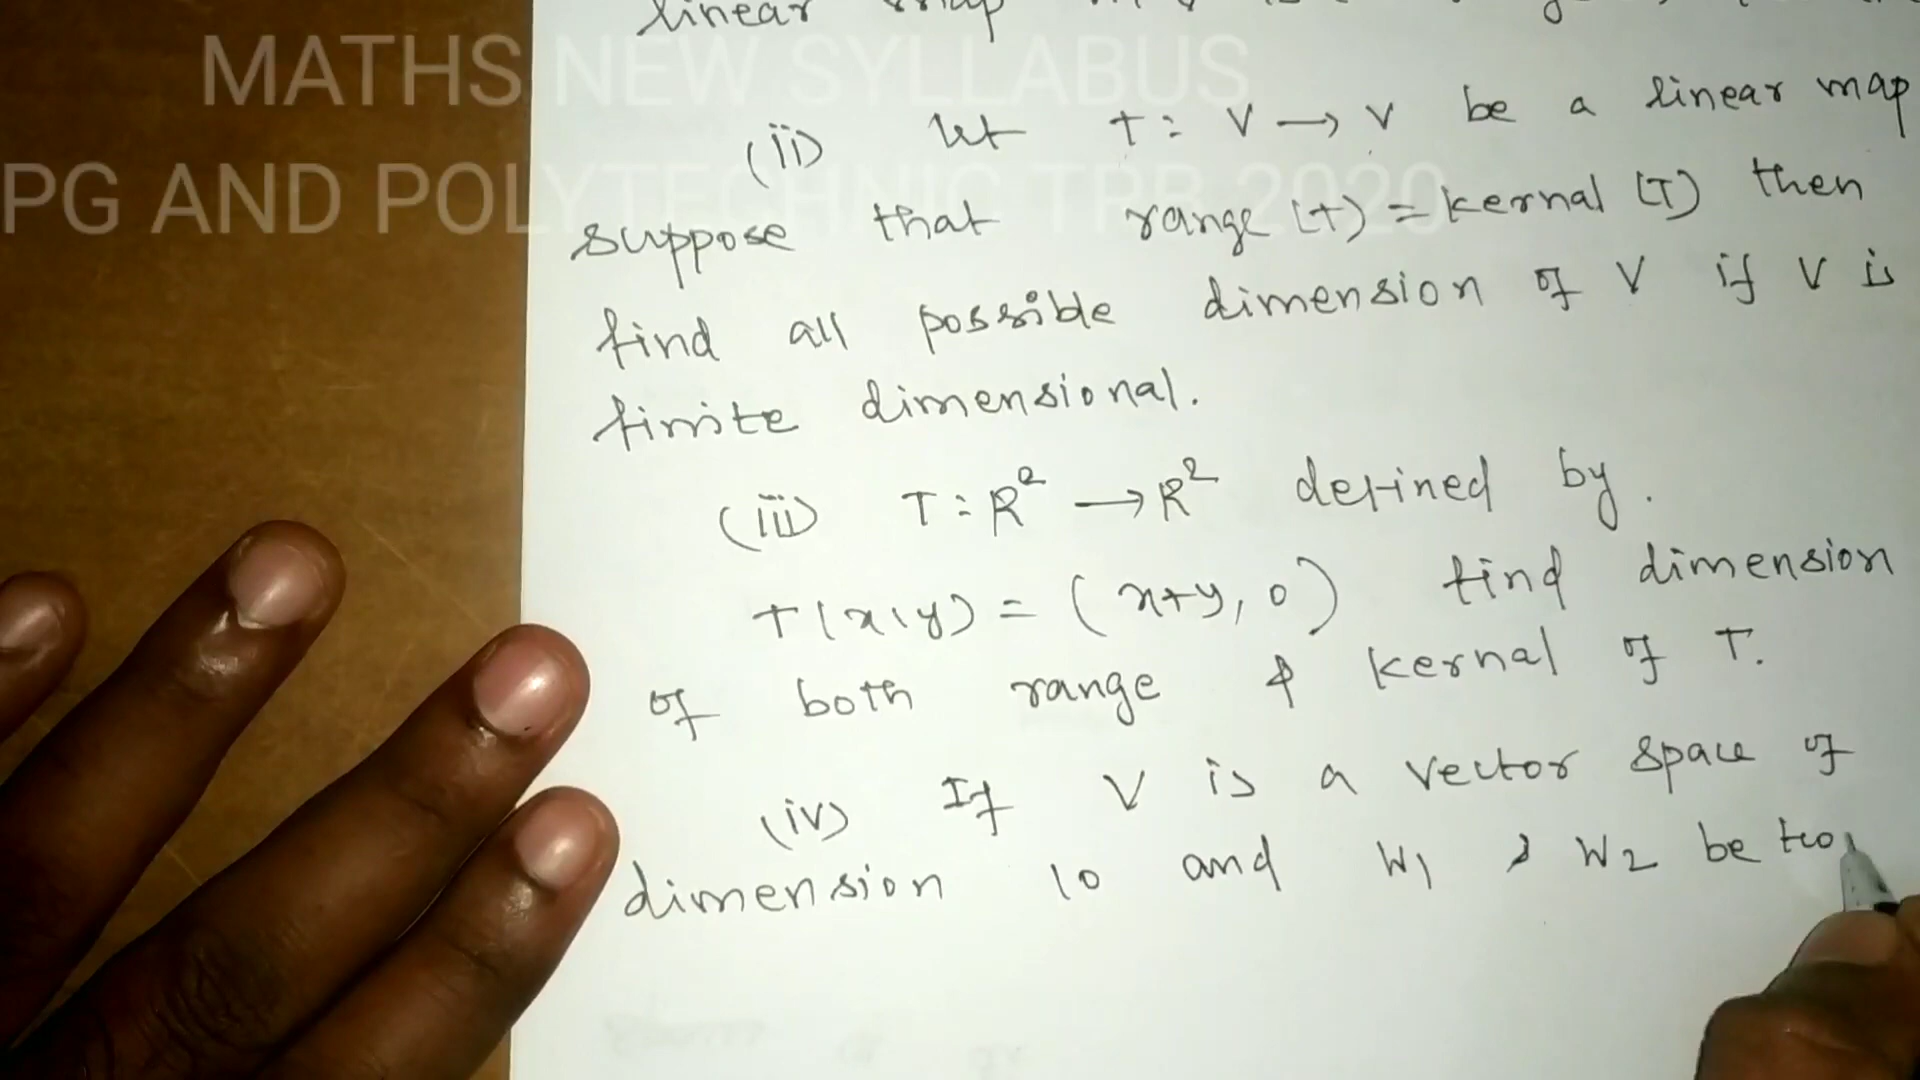 linear map
MATHS NEW SYLLABUS
(ii) let T: V → V be a linear map
PG AND POLYTECHNIC TRB 2020
suppose that range (T) = kernal (T) then
find all possible dimension of V if V is
finite dimensional.
(iii) T: R² → R² defined by.
T(x,y) = (x+y, 0) find dimension
of both range & kernal of T.
(iv) If V is a vector space of
dimension 10 and W1 & W2 be two